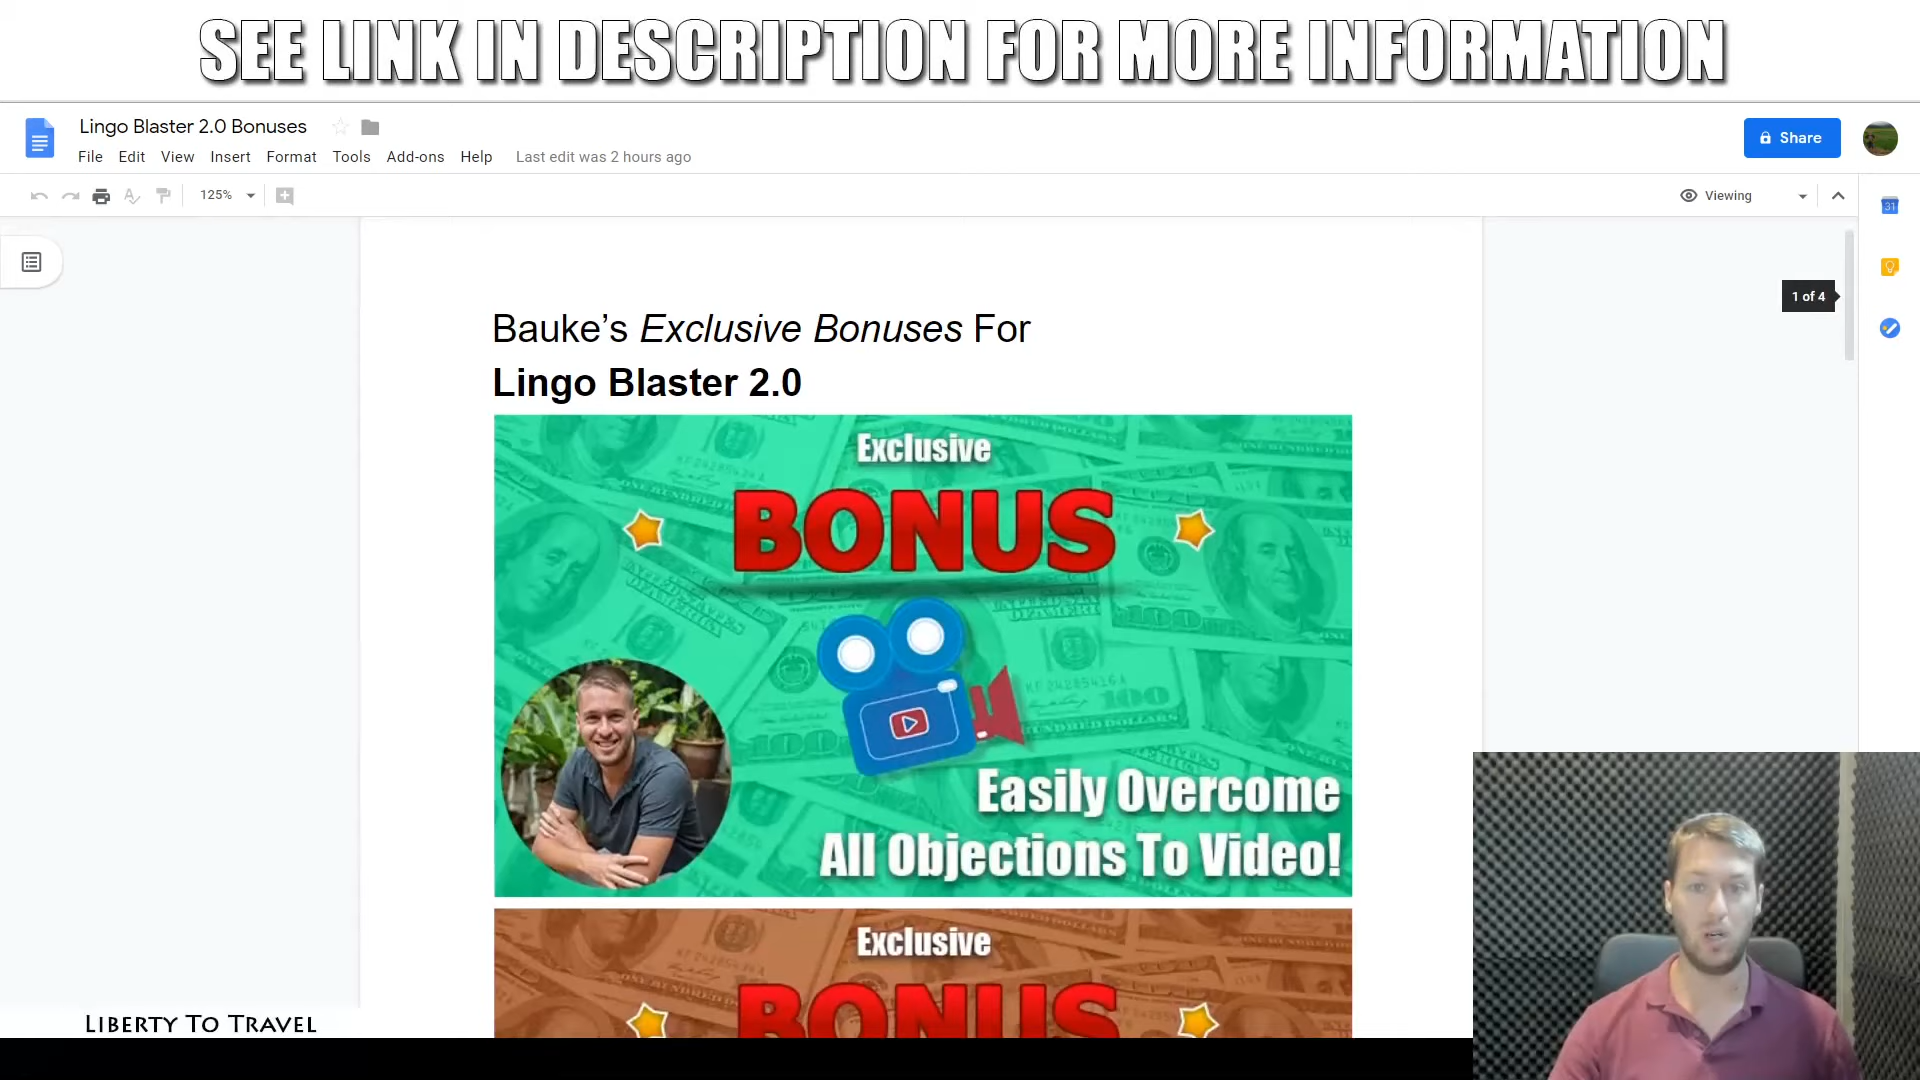 SEE LINK IN DESCRIPTION FOR MORE INFORMATION
Lingo Blaster 2.0 Bonuses
File Edit View Insert Format Tools Add-ons Help Last edit was 2 hours ago
Share
125%
Viewing
31
1 of 4
Bauke’s Exclusive Bonuses For
Lingo Blaster 2.0
Exclusive
BONUS
Easily Overcome
All Objections To Video!
Exclusive
BONUS
LIBERTY TO TRAVEL